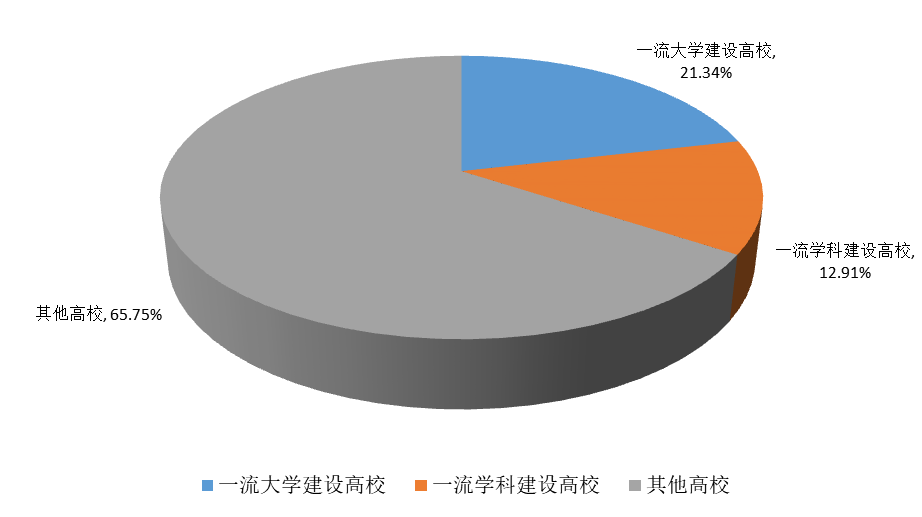 一流大学建设高校,
21.34%
一流学科建设高校,
12.91%
其他高校, 65.75%
一流大学建设高校
一流学科建设高校
其他高校